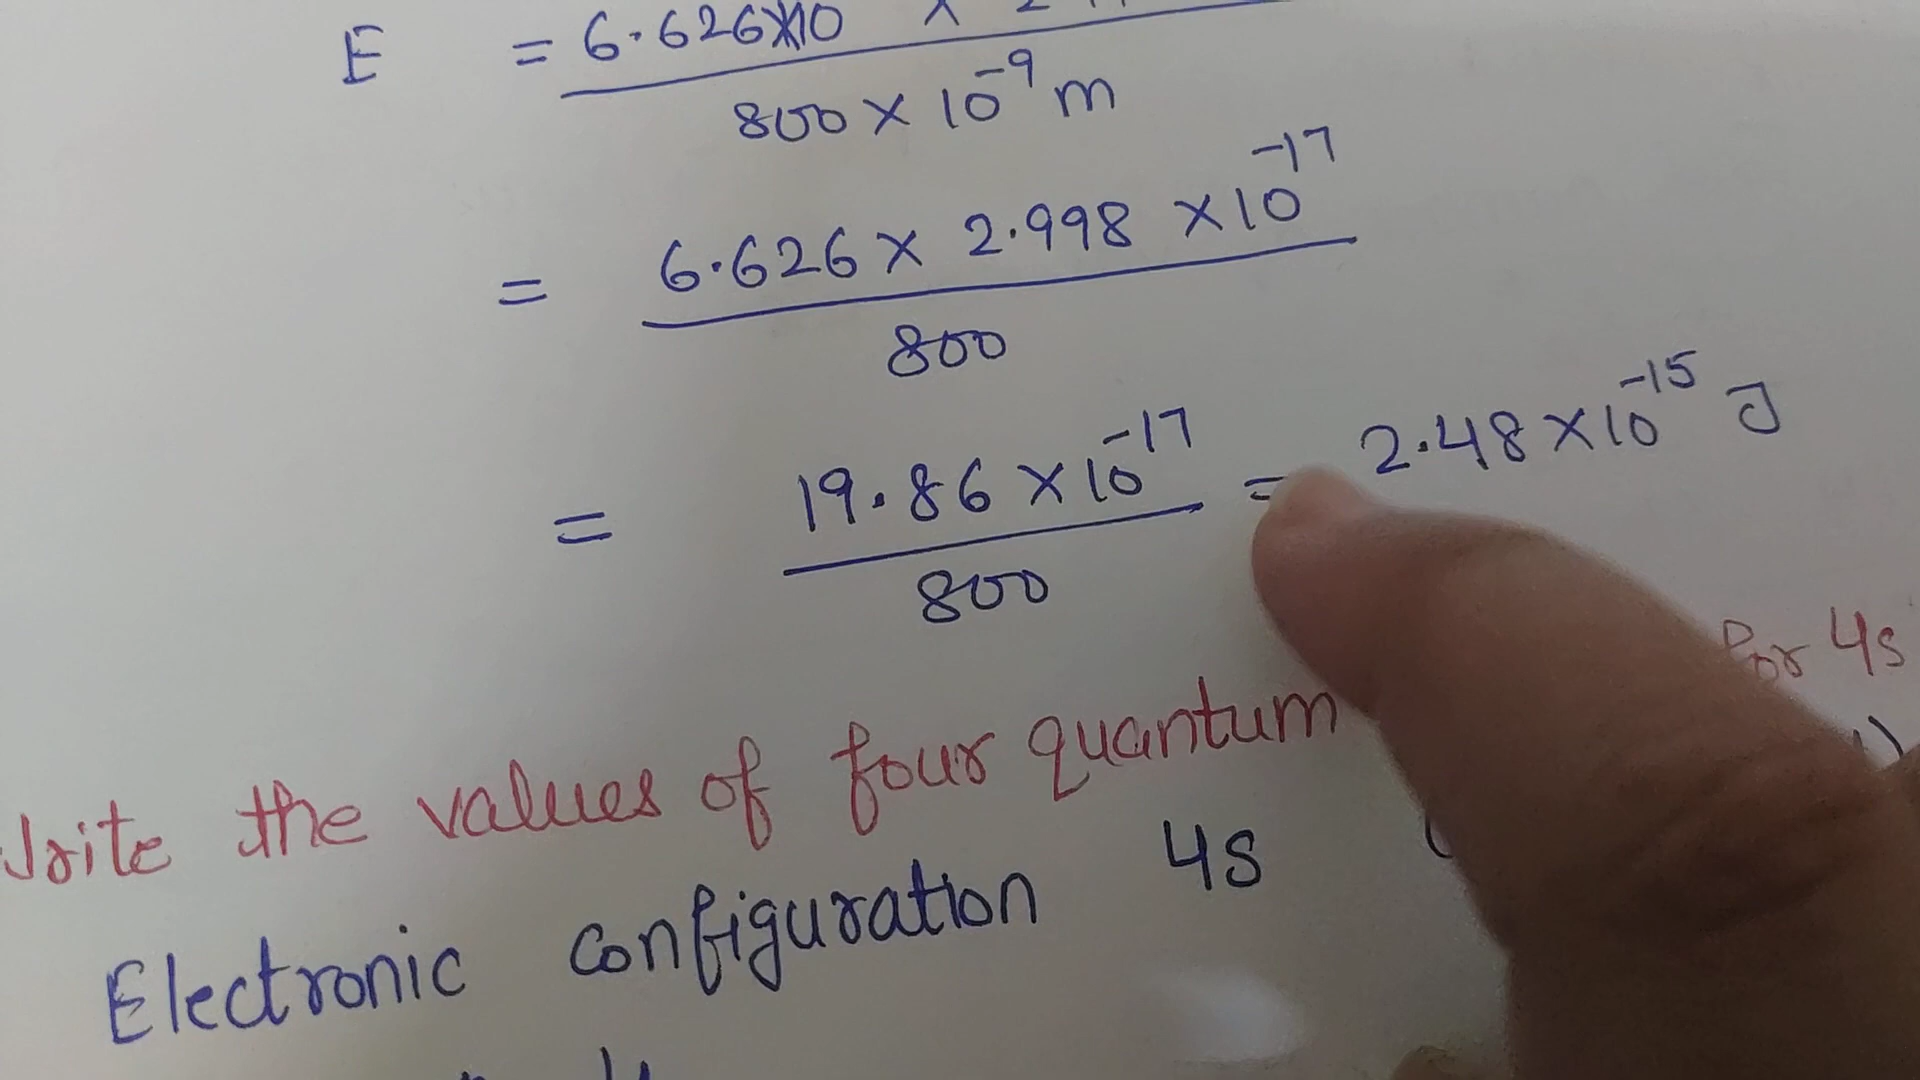 E = 6.626×10 ×
800 × 10⁻⁹ m
= 6.626 × 2.998 × 10⁻¹⁷
800
= 19.86 × 10⁻¹⁷ = 2.48 × 10⁻¹⁵ J
800
the values of four quantum for 4s
Electronic configuration 4s